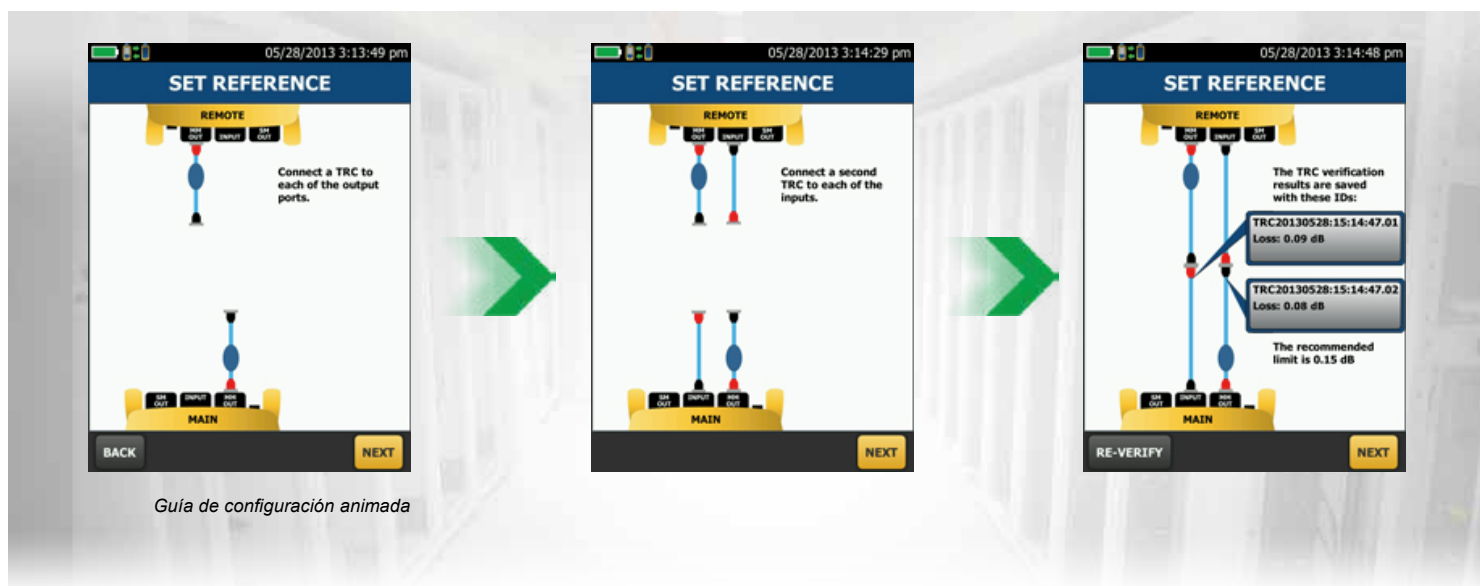 05/28/2013 3:13:49 pm
SET REFERENCE
REMOTE
MM OUT
INPUT
SM OUT
Connect a TRC to
each of the output
ports.
SM OUT
INPUT
MM OUT
MAIN
BACK
NEXT
Guía de configuración animada
05/28/2013 3:14:29 pm
SET REFERENCE
REMOTE
MM OUT
INPUT
SM OUT
Connect a second
TRC to each of the
inputs.
SM OUT
INPUT
MM OUT
MAIN
NEXT
05/28/2013 3:14:48 pm
SET REFERENCE
REMOTE
MM OUT
INPUT
SM OUT
The TRC verification
results are saved
with these IDs:
TRC20130528:15:14:47.01
Loss: 0.09 dB
TRC20130528:15:14:47.02
Loss: 0.08 dB
The recommended
limit is 0.15 dB
SM OUT
INPUT
MM OUT
MAIN
RE-VERIFY
NEXT